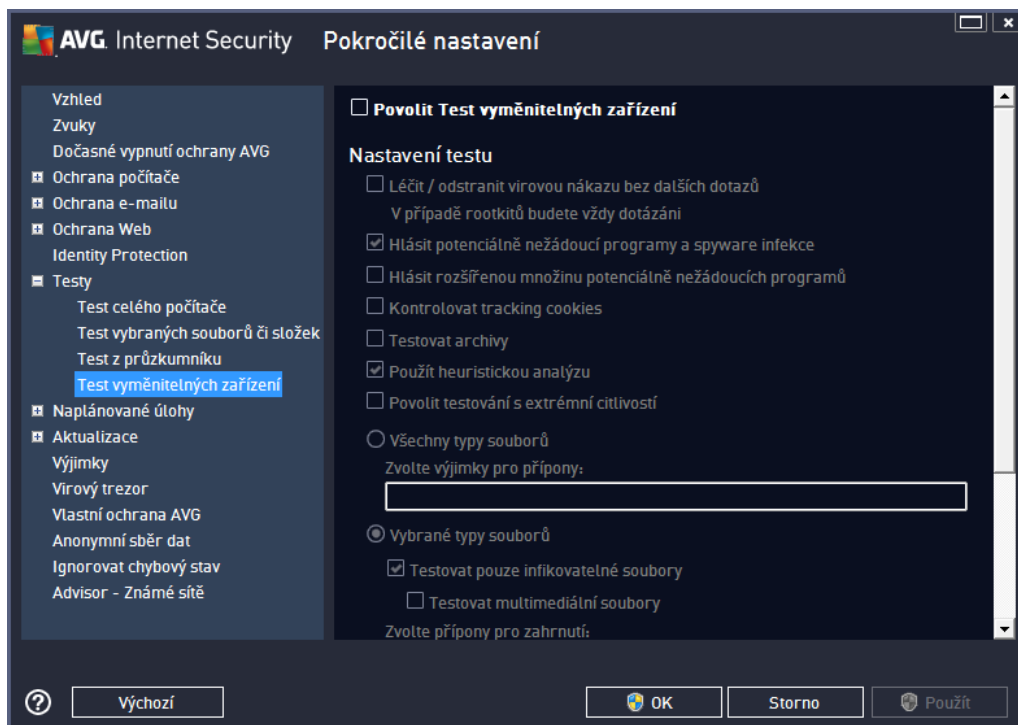 AVG. Internet Security Pokročilé nastavení
Vzhled
Zvuky
Dočasné vypnutí ochrany AVG
Ochrana počítače
Ochrana e-mailu
Ochrana Web
Identity Protection
Testy
Test celého počítače
Test vybraných souborů či složek
Test z průzkumníku
Test vyměnitelných zařízení
Naplánované úlohy
Aktualizace
Výjimky
Virový trezor
Vlastní ochrana AVG
Anonymní sběr dat
Ignorovat chybový stav
Advisor - Známé sítě
Povolit Test vyměnitelných zařízení
Nastavení testu
Léčit / odstranit virovou nákazu bez dalších dotazů
V případě rootkitů budete vždy dotázáni
Hlásit potenciálně nežádoucí programy a spyware infekce
Hlásit rozšířenou množinu potenciálně nežádoucích programů
Kontrolovat tracking cookies
Testovat archivy
Použít heuristickou analýzu
Povolit testování s extrémní citlivostí
Všechny typy souborů
Zvolte výjimky pro přípony:
Vybrané typy souborů
Testovat pouze infikovatelné soubory
Testovat multimediální soubory
Zvolte přípony pro zahrnutí:
Výchozí
OK
Storno
Použít